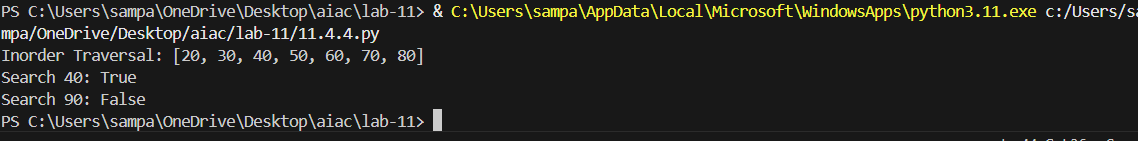 PS C:\Users\sampa\OneDrive\Desktop\aiac\lab-11> & C:\Users\sampa\AppData\Local\Microsoft\WindowsApps\python3.11.exe c:/Users/sa
mpa/OneDrive/Desktop/aiac/lab-11/11.4.4.py
Inorder Traversal: [20, 30, 40, 50, 60, 70, 80]
Search 40: True
Search 90: False
PS C:\Users\sampa\OneDrive\Desktop\aiac\lab-11>